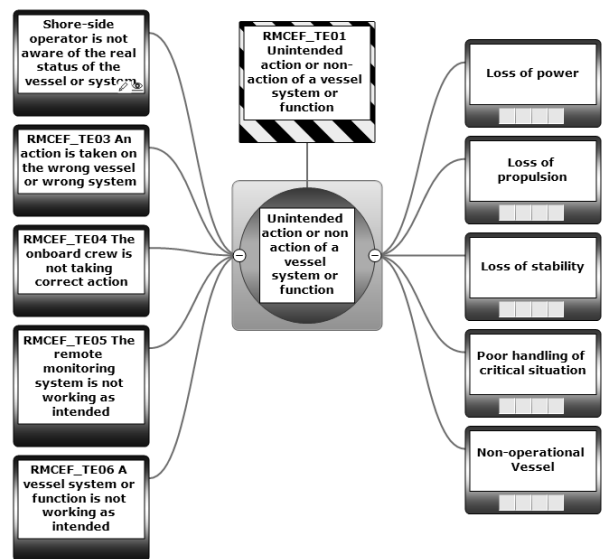 Shore-side
operator is not
aware of the real
status of the
vessel or system
RMCEF_TE03 An
action is taken on
the wrong vessel
or wrong system
RMCEF_TE04 The
onboard crew is
not taking
correct action
RMCEF_TE05 The
remote
monitoring
system is not
working as
intended
RMCEF_TE06 A
vessel system or
function is not
working as
intended
RMCEF_TE01
Unintended
action or non-
action of a vessel
system or
function
Unintended
action or non
action of a
vessel
system or
function
Loss of power
Loss of
propulsion
Loss of stability
Poor handling of
critical situation
Non-operational
Vessel